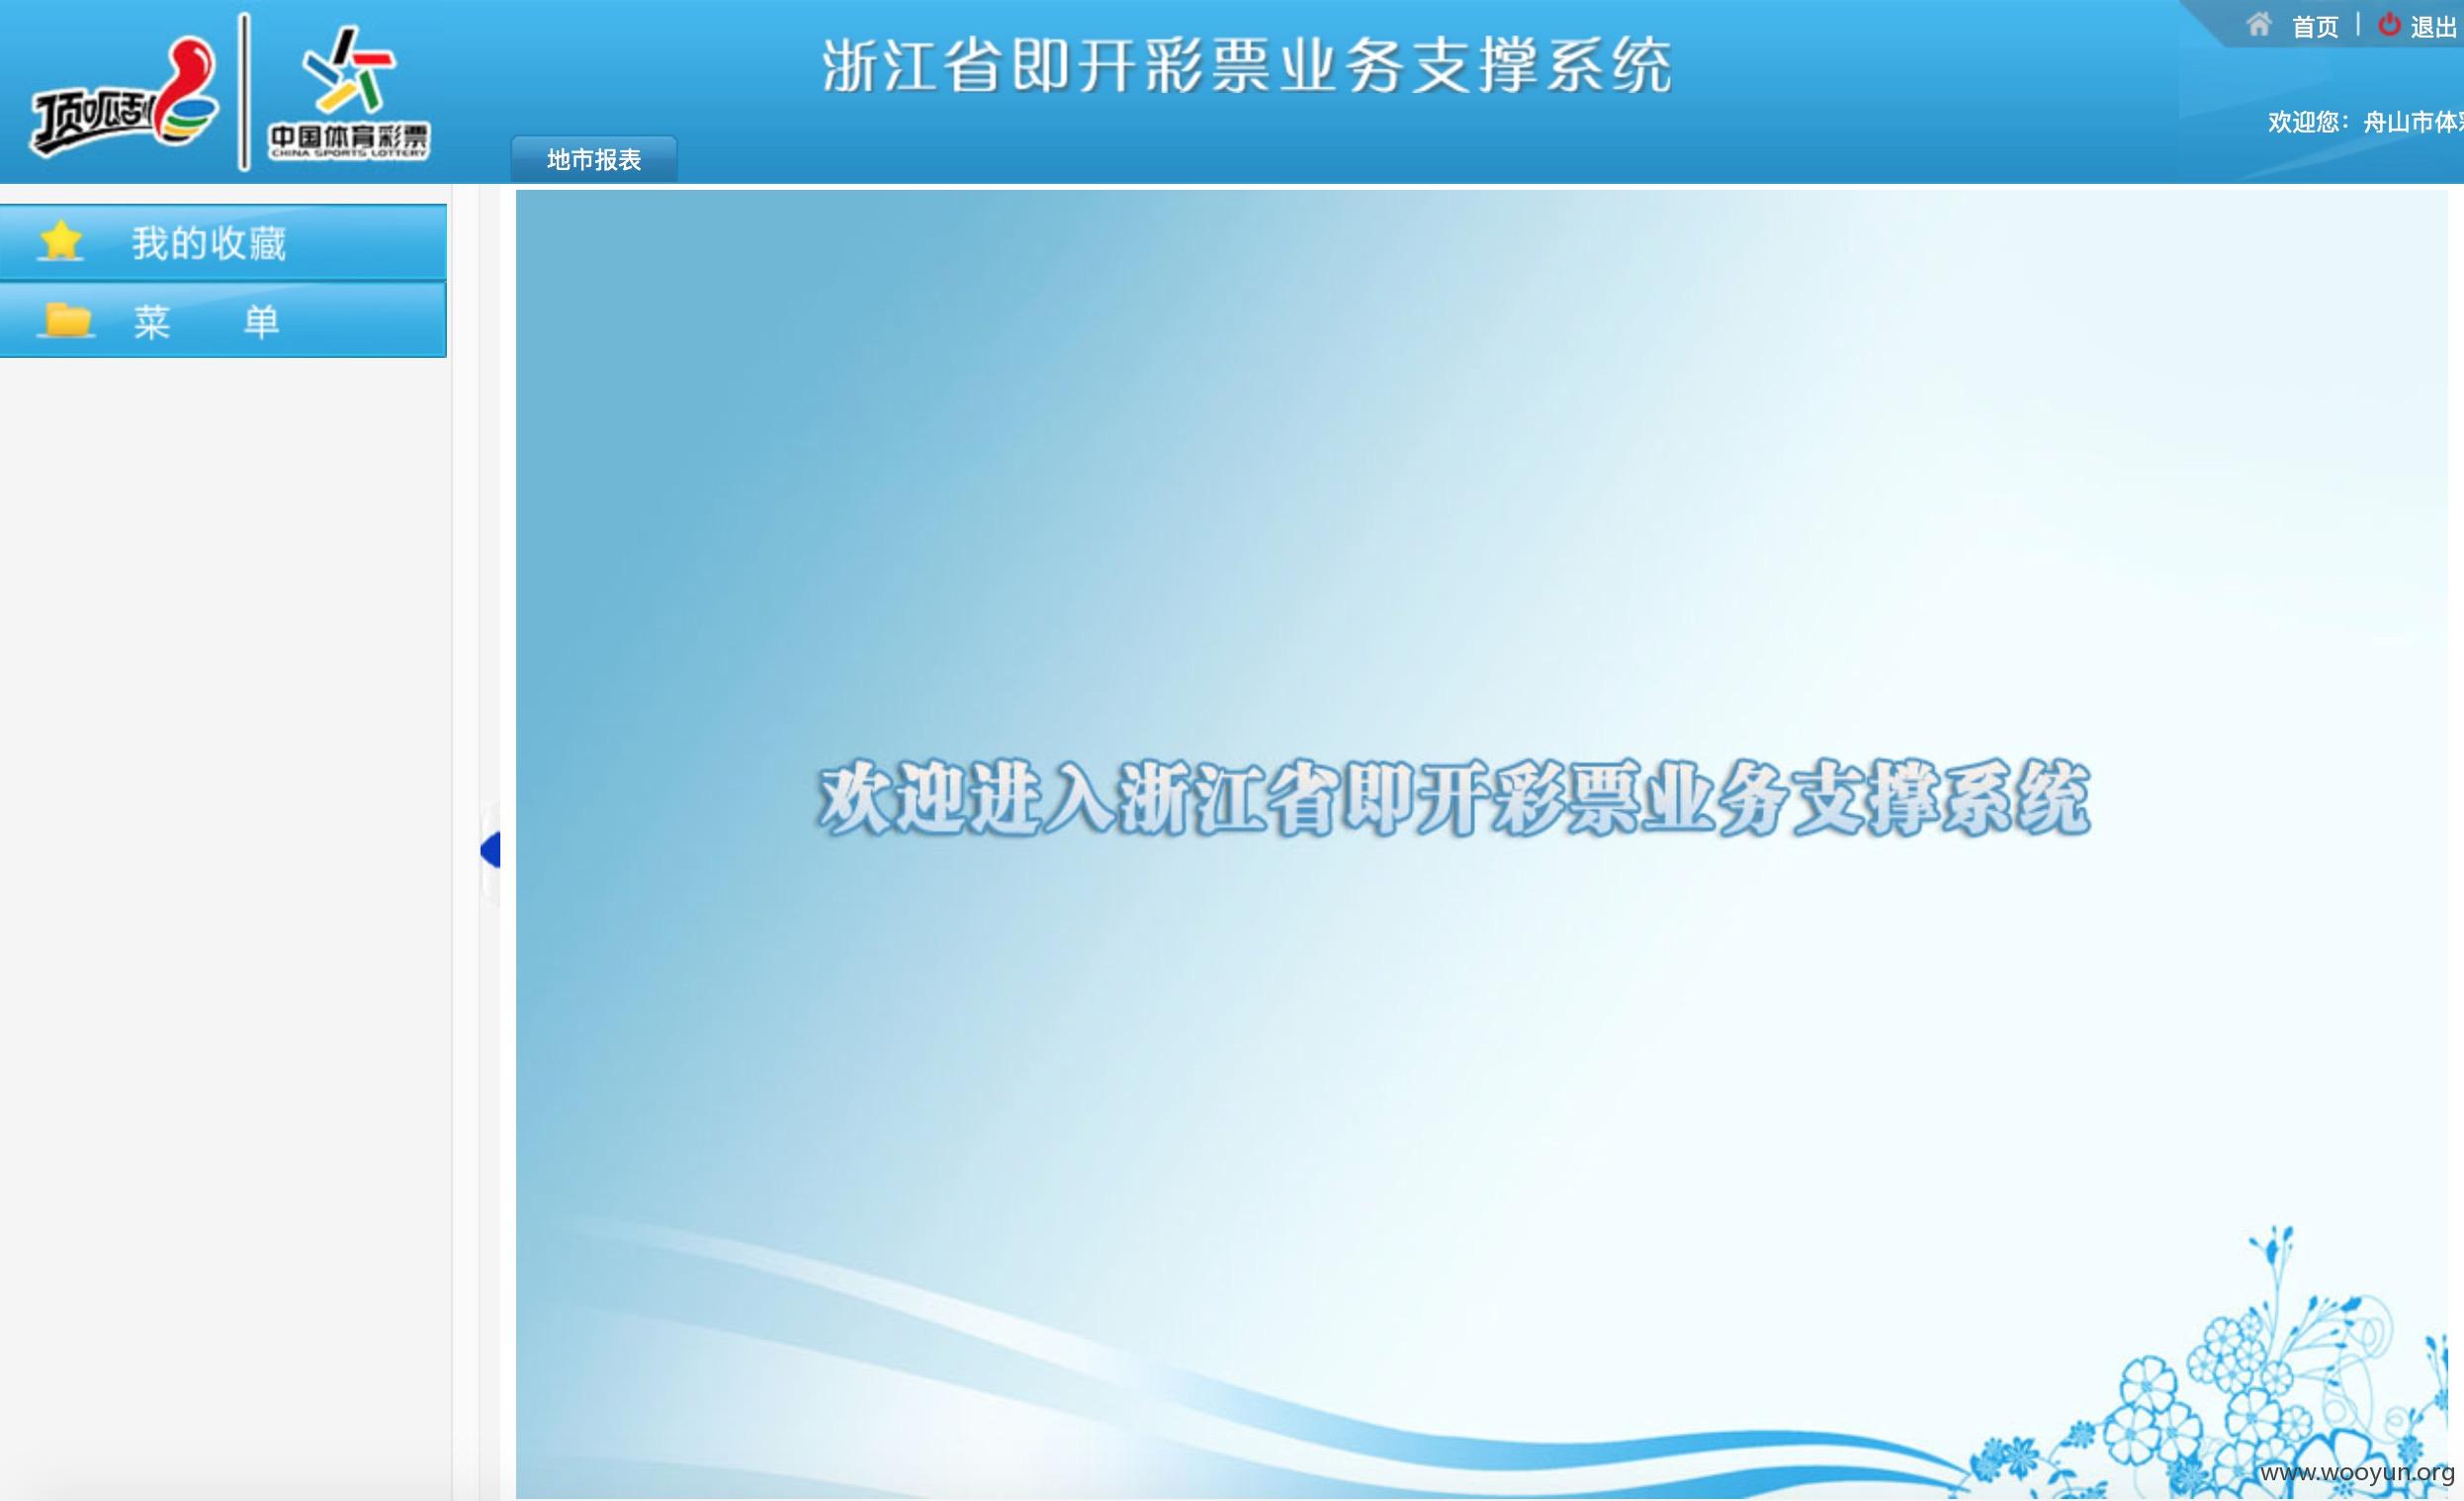 顶呱刮
中国体育彩票
CHINA SPORTS LOTTERY
浙江省即开彩票业务支撑系统
首页
退出
欢迎您：舟山市体彩
地市报表
我的收藏
菜 单
欢迎进入浙江省即开彩票业务支撑系统
www.wooyun.org